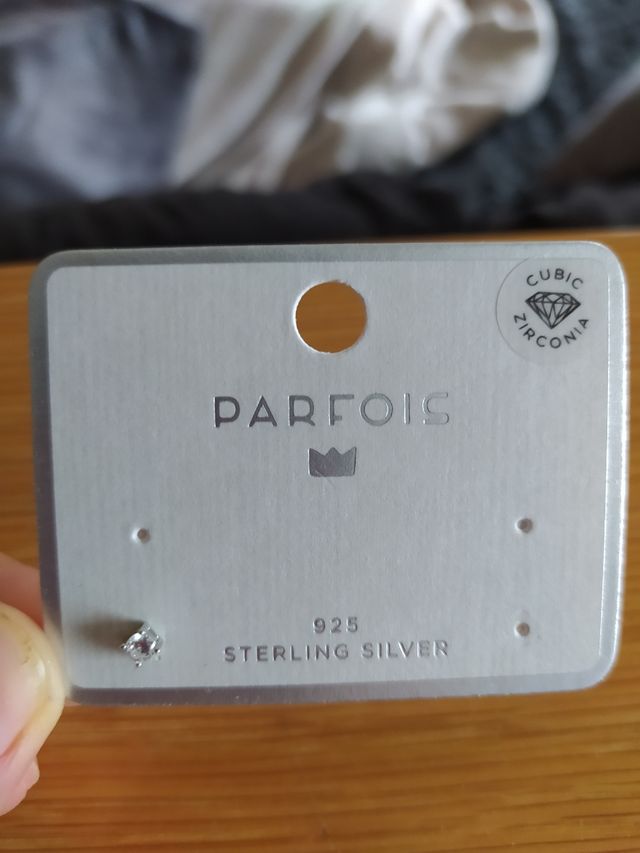 CUBIC
ZIRCONIA
PARFOIS
925
STERLING SILVER